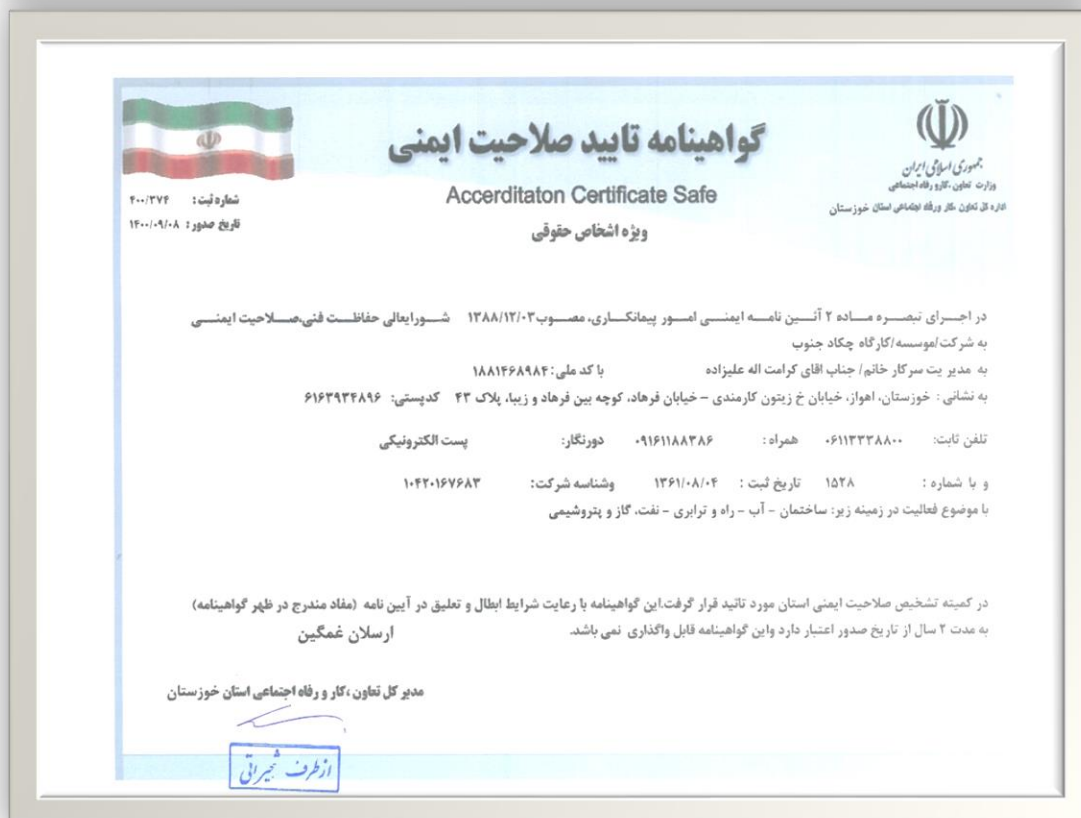 جمهوری اسلامی ایران
وزارت تعاون ،کارو رفاه اجتماعی
اداره کل تعاون ،کار ورفاه اجتماعی استان خوزستان
گواهینامه تایید صلاحیت ایمنی
Accerditaton Certificate Safe
ویژه اشخاص حقوقی
شماره ثبت : ۴۰۰/۳۷۴
تاریخ صدور : ۱۴۰۰/۰۹/۰۸
در اجرای تبصره ماده ۲ آئین نامه ایمنی امور پیمانکاری، مصوب ۱۳۸۸/۱۲/۰۳ شورایعالی حفاظت فنی،صلاحیت ایمنی
به شرکت/موسسه/کارگاه چکاد جنوب
به مدیر یت سرکار خانم/ جناب اقای کرامت اله علیزاده با کد ملی: ۱۸۸۱۴۶۸۹۸۴
به نشانی : خوزستان، اهواز، خیابان خ زیتون کارمندی – خیابان فرهاد، کوچه بین فرهاد و زیبا، پلاک ۴۳ کدپستی: ۶۱۶۳۹۳۴۸۹۶
تلفن ثابت: ۰۶۱۱۳۳۳۸۸۰۰ همراه : ۰۹۱۶۱۱۸۸۳۸۶ دورنگار: پست الکترونیکی
و با شماره : ۱۵۲۸ تاریخ ثبت : ۱۳۶۱/۰۸/۰۴ وشناسه شرکت: ۱۰۴۲۰۱۶۷۶۸۳
با موضوع فعالیت در زمینه زیر: ساختمان – آب – راه و ترابری – نفت، گاز و پتروشیمی
در کمیته تشخیص صلاحیت ایمنی استان مورد تائید قرار گرفت.این گواهینامه با رعایت شرایط ابطال و تعلیق در آیین نامه (مفاد مندرج در ظهر گواهینامه)
به مدت ۲ سال از تاریخ صدور اعتبار دارد واین گواهینامه قابل واگذاری نمی باشد.
ارسلان غمگین
مدیر کل تعاون ،کار و رفاه اجتماعی استان خوزستان
ازطرف